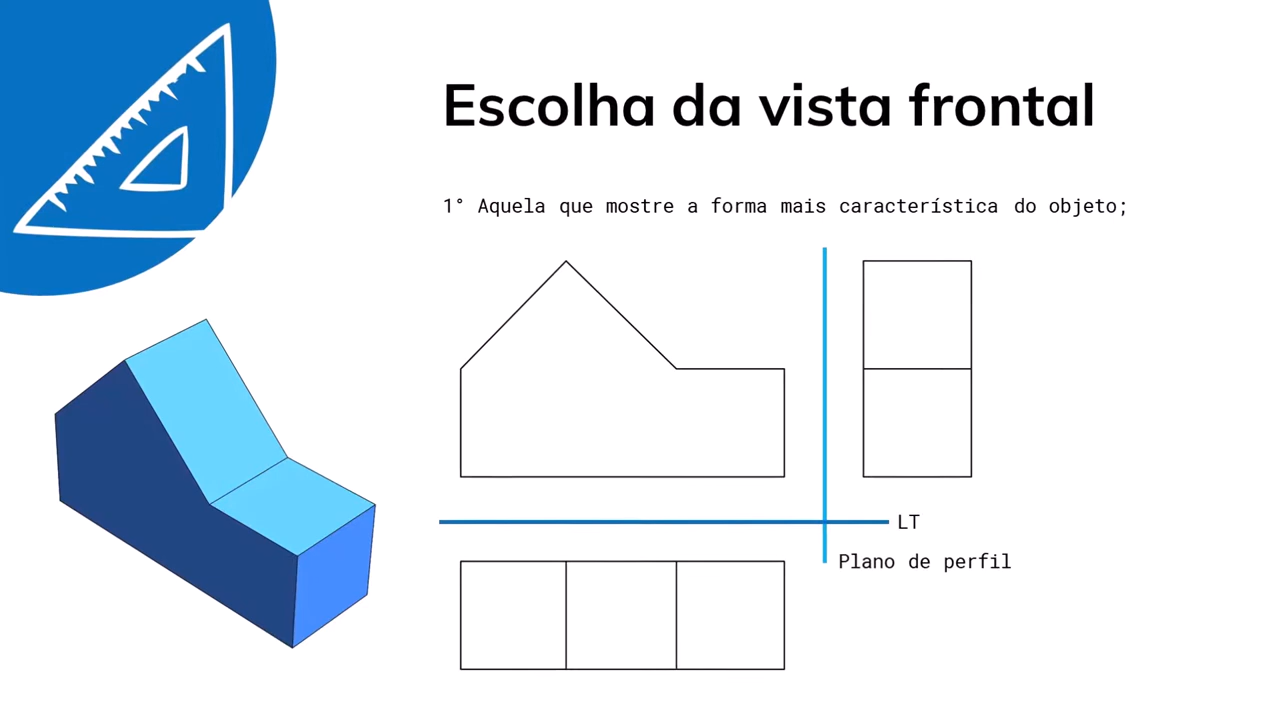 Escolha da vista frontal
1° Aquela que mostre a forma mais característica do objeto;
LT
Plano de perfil